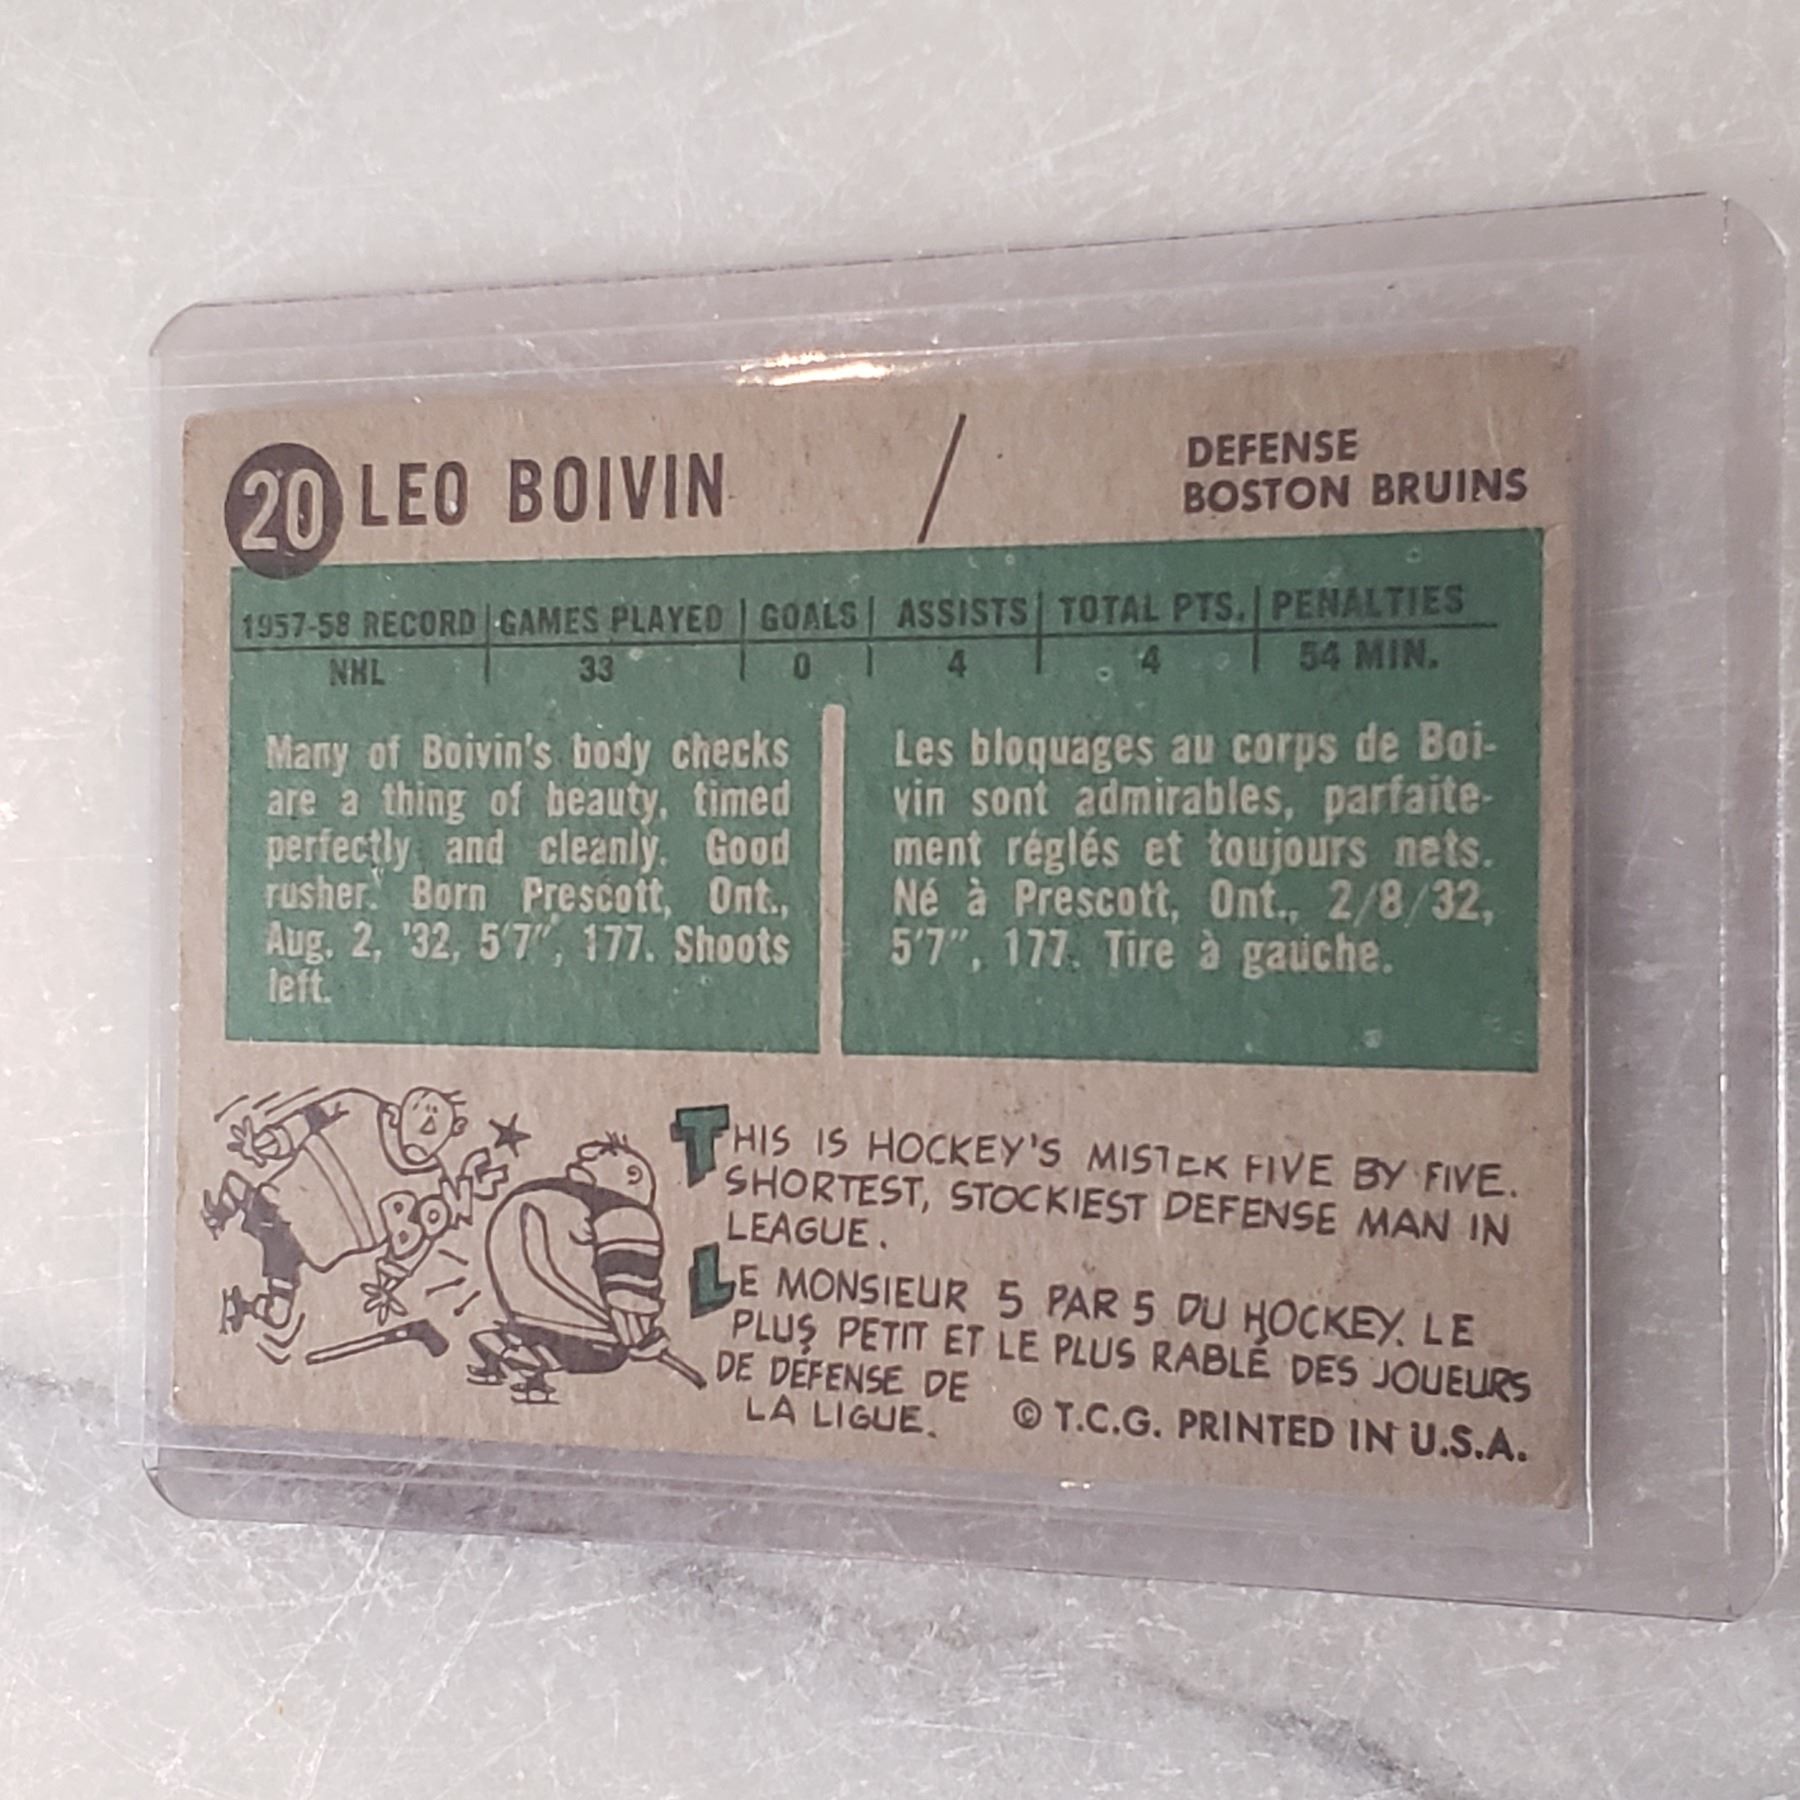 20 LEO BOIVIN / DEFENSE
BOSTON BRUINS
1957-58 RECORD GAMES PLAYED GOALS ASSISTS TOTAL PTS. PENALTIES
NHL 33 0 4 4 54 MIN.
Many of Boivin's body checks
are a thing of beauty, timed
perfectly and cleanly. Good
rusher. Born Prescott, Ont.,
Aug. 2, '32, 5'7", 177. Shoots
left.
Les bloquages au corps de Boi-
vin sont admirables, parfaite-
ment réglés et toujours nets.
Né à Prescott, Ont., 2/8/32,
5'7", 177. Tire à gauche.
BONG
THIS IS HOCKEY'S MISTER FIVE BY FIVE.
SHORTEST, STOCKIEST DEFENSE MAN IN
LEAGUE.
LE MONSIEUR 5 PAR 5 DU HOCKEY. LE
PLUS PETIT ET LE PLUS RABLÉ DES JOUEURS
DE DÉFENSE DE
LA LIGUE.
© T.C.G. PRINTED IN U.S.A.